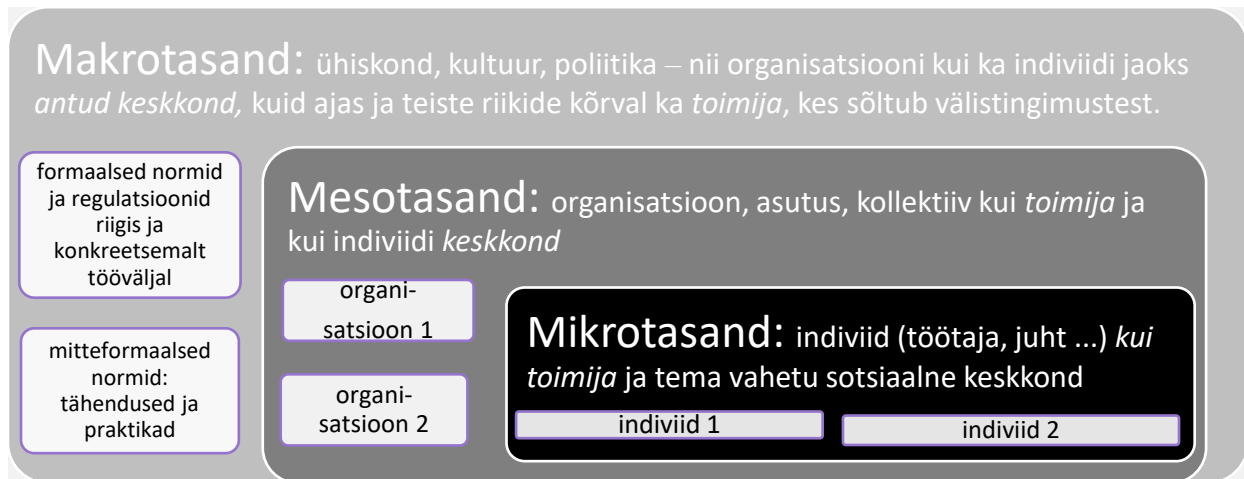 Makrotasand: ühiskond, kultuur, poliitika – nii organisatsiooni kui ka indiviidi jaoks
antud keskkond, kuid ajas ja teiste riikide kõrval ka toimija, kes sõltub välistingimustest.
formaalsed normid
ja regulatsioonid
riigis ja
konkreetsemalt
tööväljal
mitteformaalsed
normid:
tähendused ja
praktikad
Mesotasand: organisatsioon, asutus, kollektiiv kui toimija ja
kui indiviidi keskkond
organi-
satsioon 1
organi-
satsioon 2
Mikrotasand: indiviid (töötaja, juht ...) kui
toimija ja tema vahetu sotsiaalne keskkond
indiviid 1
indiviid 2